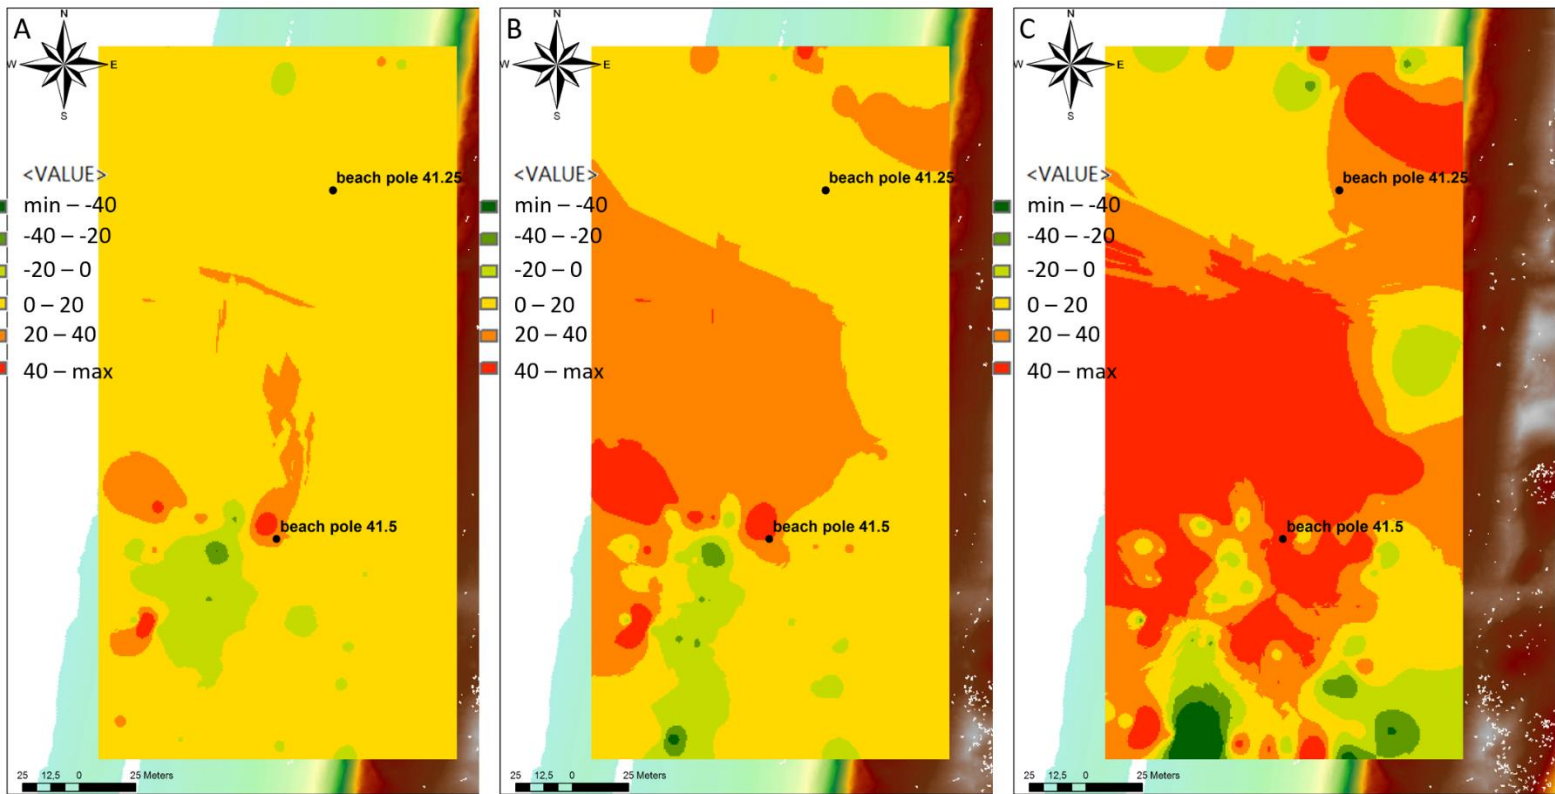 A
N
W E
S
<VALUE>
min – -40
-40 – -20
-20 – 0
0 – 20
20 – 40
40 – max
beach pole 41.25
beach pole 41.5
25 12,5 0 25 Meters
B
N
W E
S
<VALUE>
min – -40
-40 – -20
-20 – 0
0 – 20
20 – 40
40 – max
beach pole 41.25
beach pole 41.5
25 12,5 0 25 Meters
C
N
W E
S
<VALUE>
min – -40
-40 – -20
-20 – 0
0 – 20
20 – 40
40 – max
beach pole 41.25
beach pole 41.5
25 12,5 0 25 Meters